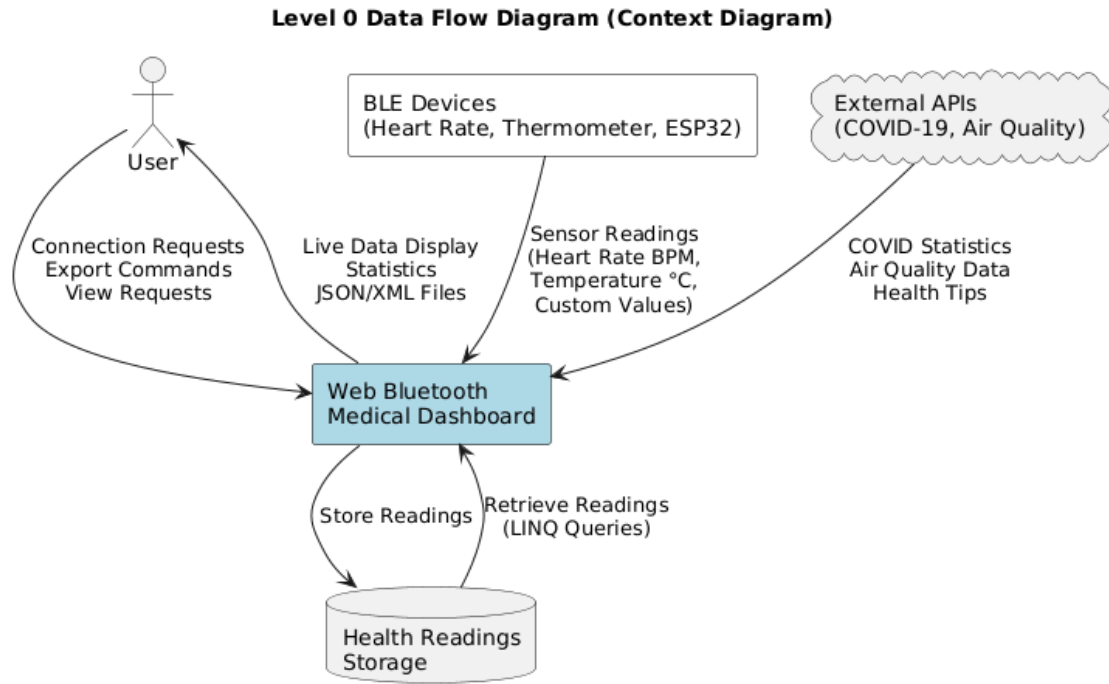 Level 0 Data Flow Diagram (Context Diagram)
User
BLE Devices
(Heart Rate, Thermometer, ESP32)
External APIs
(COVID-19, Air Quality)
Connection Requests
Export Commands
View Requests
Live Data Display
Statistics
JSON/XML Files
Sensor Readings
(Heart Rate BPM,
Temperature °C,
Custom Values)
COVID Statistics
Air Quality Data
Health Tips
Web Bluetooth
Medical Dashboard
Store Readings
Retrieve Readings
(LINQ Queries)
Health Readings
Storage